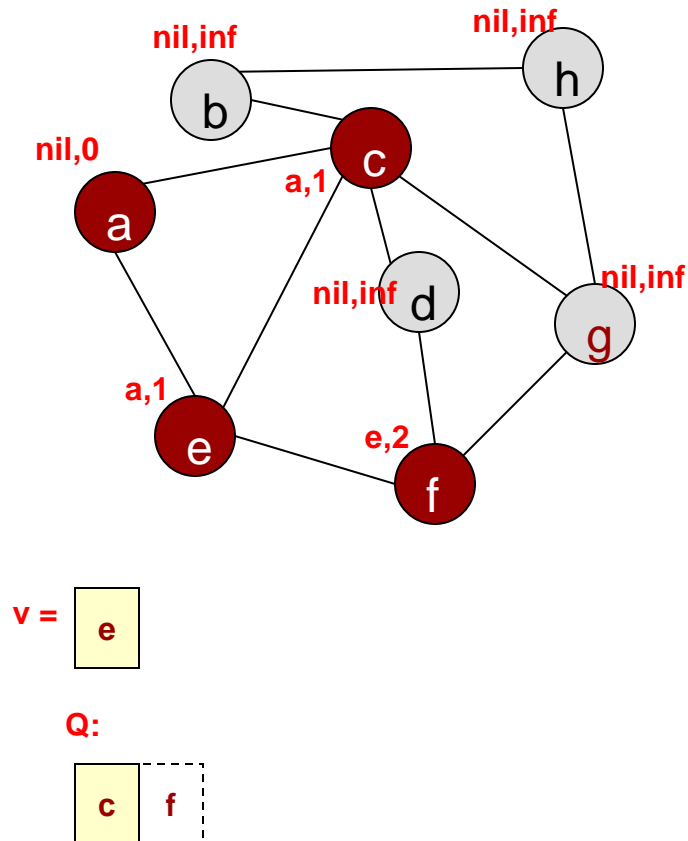 nil,inf
nil,inf
b
h
nil,0
c
a,1
a
nil,inf
nil,inf
d
g
a,1
e
e,2
f
v =
e
Q:
c f